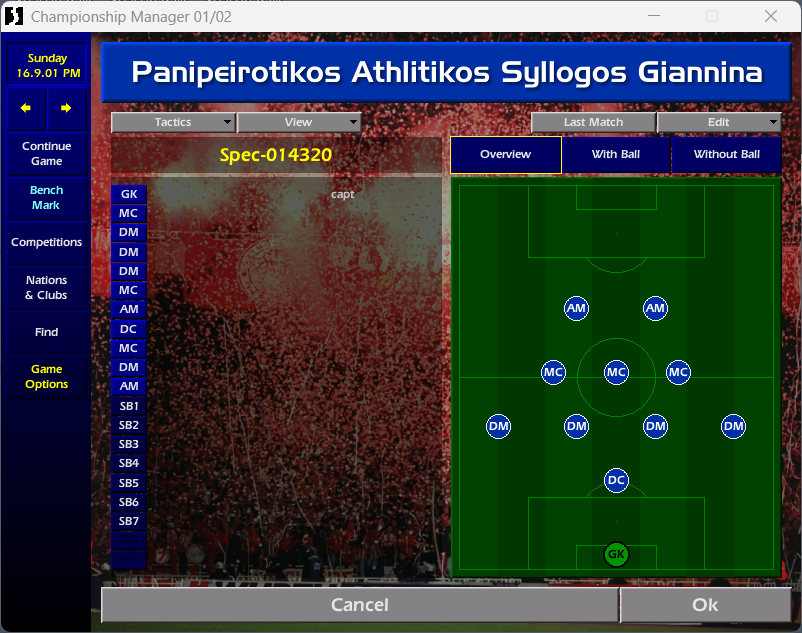 Championship Manager 01/02
Sunday
16.9.01 PM
Continue
Game
Bench
Mark
Competitions
Nations
& Clubs
Find
Game
Options
Panipeirotikos Athlitikos Syllogos Giannina
Tactics
View
Last Match
Edit
Spec-014320
Overview
With Ball
Without Ball
GK capt
MC
DM
DM
DM
MC
AM
DC
MC
DM
AM
SB1
SB2
SB3
SB4
SB5
SB6
SB7
AM AM
MC MC MC
DM DM DM DM
DC
GK
Cancel
Ok